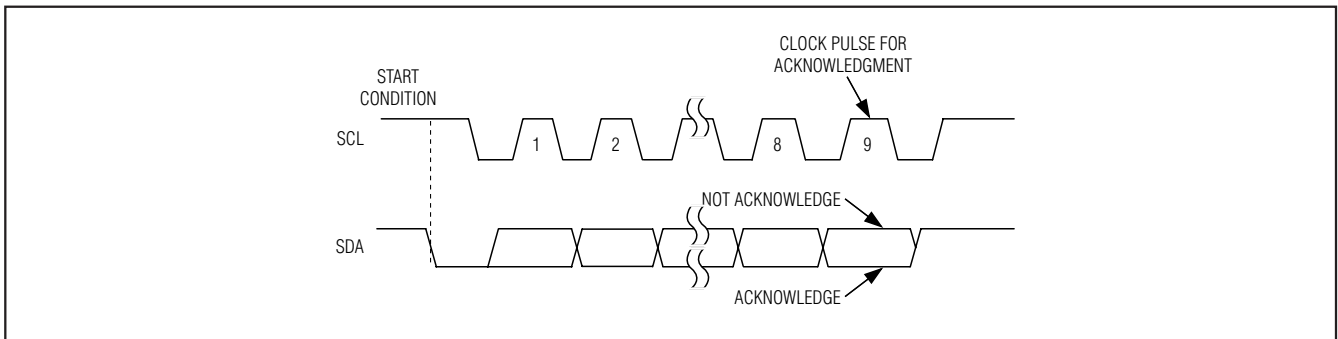 CLOCK PULSE FOR
ACKNOWLEDGMENT
START
CONDITION
SCL
1
2
8
9
NOT ACKNOWLEDGE
SDA
ACKNOWLEDGE